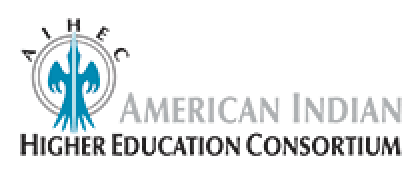 AIHEC
AMERICAN INDIAN
HIGHER EDUCATION CONSORTIUM